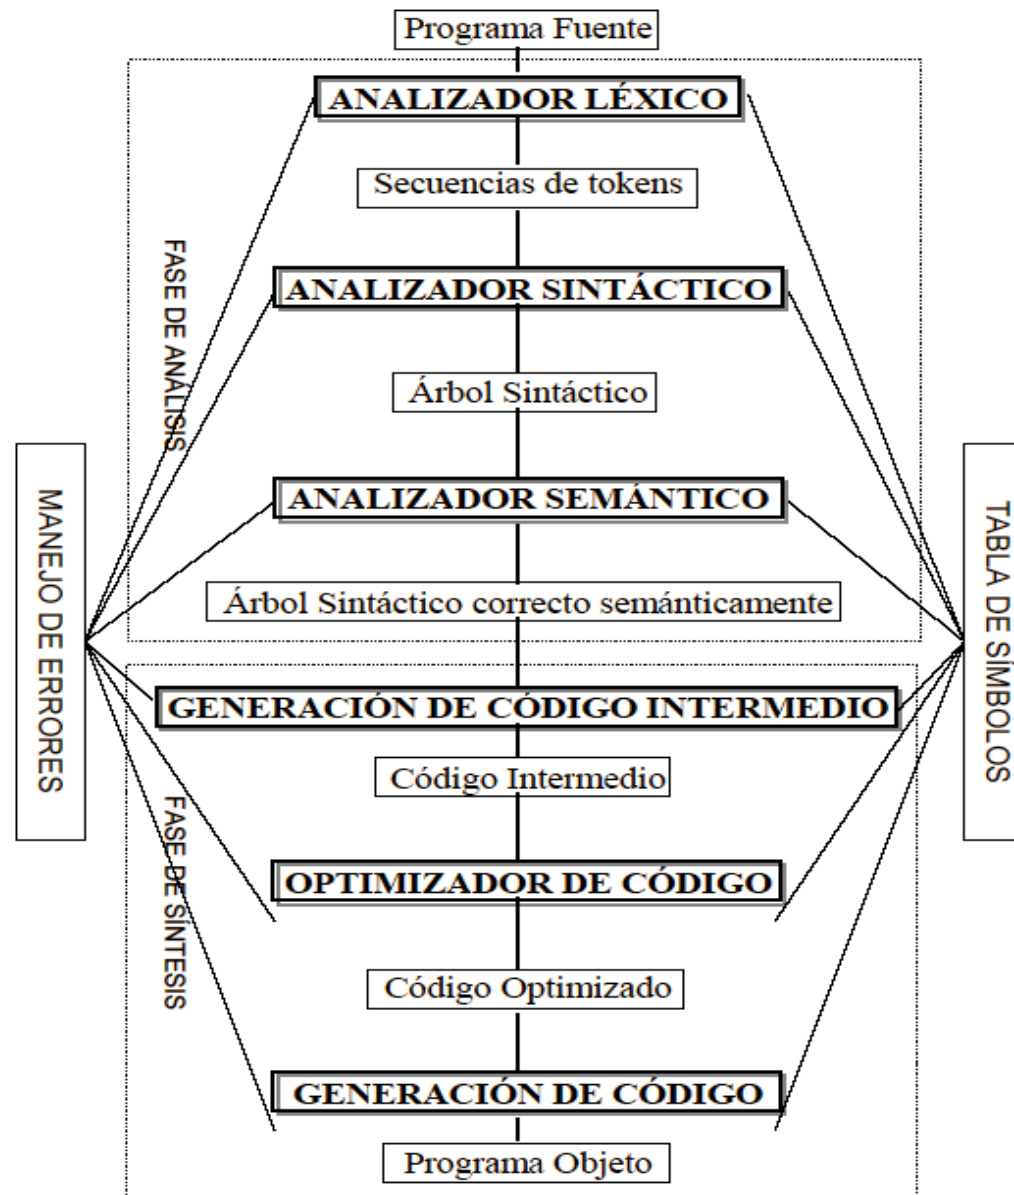 Programa Fuente
ANALIZADOR LÉXICO
Secuencias de tokens
FASE DE ANÁLISIS
ANALIZADOR SINTÁCTICO
Árbol Sintáctico
MANEJO DE ERRORES
TABLA DE SÍMBOLOS
ANALIZADOR SEMÁNTICO
Árbol Sintáctico correcto semánticamente
GENERACIÓN DE CÓDIGO INTERMEDIO
Código Intermedio
FASE DE SÍNTESIS
OPTIMIZADOR DE CÓDIGO
Código Optimizado
GENERACIÓN DE CÓDIGO
Programa Objeto